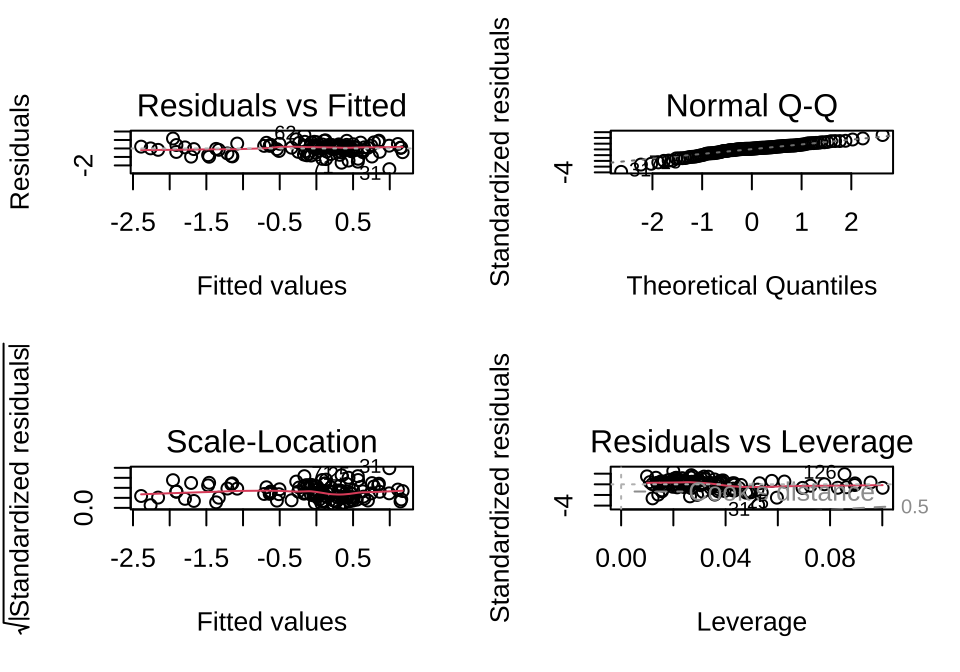 Residuals vs Fitted
Residuals
-2
62
71
31
-2.5 -1.5 -0.5 0.5
Fitted values
Normal Q-Q
Standardized residuals
-4
31
-2 -1 0 1 2
Theoretical Quantiles
Scale-Location
√|Standardized residuals|
0.0
31
-2.5 -1.5 -0.5 0.5
Fitted values
Residuals vs Leverage
Standardized residuals
-4
126
Cook's distance
31
0.5
0.00 0.04 0.08
Leverage